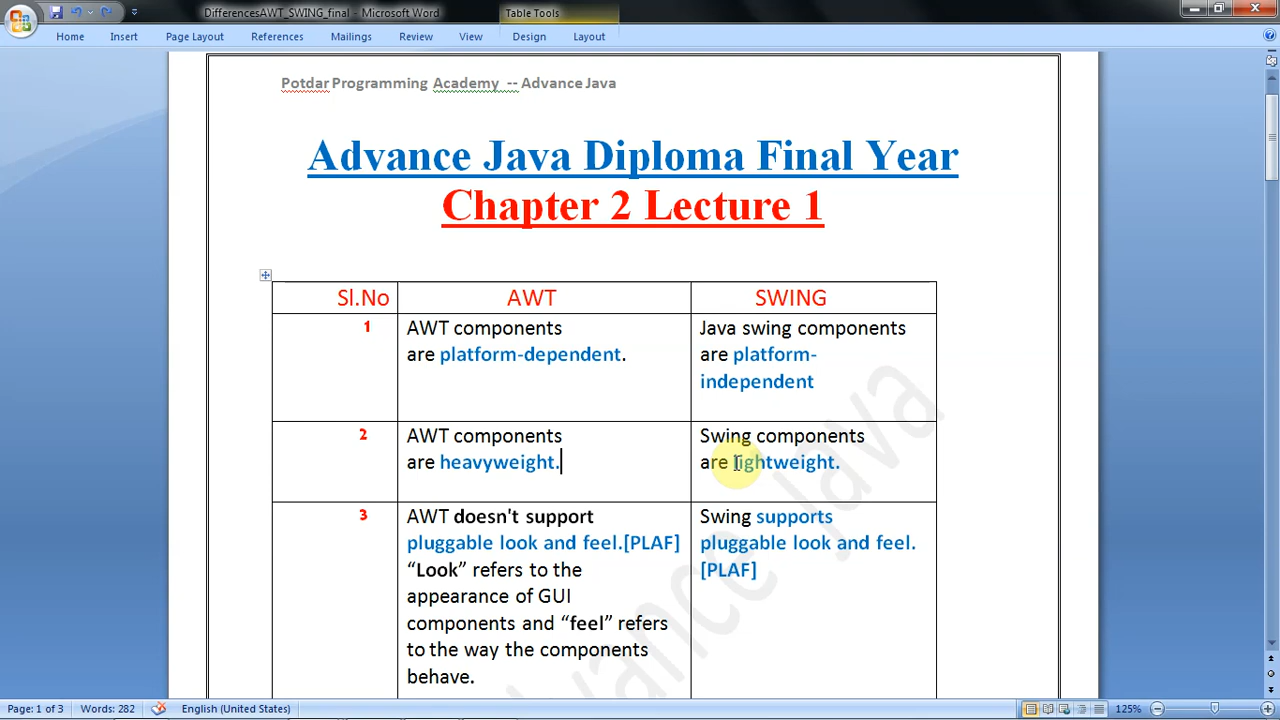 DifferencesAWT_SWING_final - Microsoft Word
Table Tools
Home Insert Page Layout References Mailings Review View Design Layout
Potdar Programming Academy -- Advance Java
Advance Java Diploma Final Year
Chapter 2 Lecture 1
Sl.No AWT SWING
1
AWT components
are platform-dependent.
Java swing components
are platform-
independent
2
AWT components
are heavyweight.
Swing components
are lightweight.
3
AWT doesn't support
pluggable look and feel.[PLAF]
“Look” refers to the
appearance of GUI
components and “feel” refers
to the way the components
behave.
Swing supports
pluggable look and feel.
[PLAF]
Advance Java
Page: 1 of 3 Words: 282 English (United States) 125%